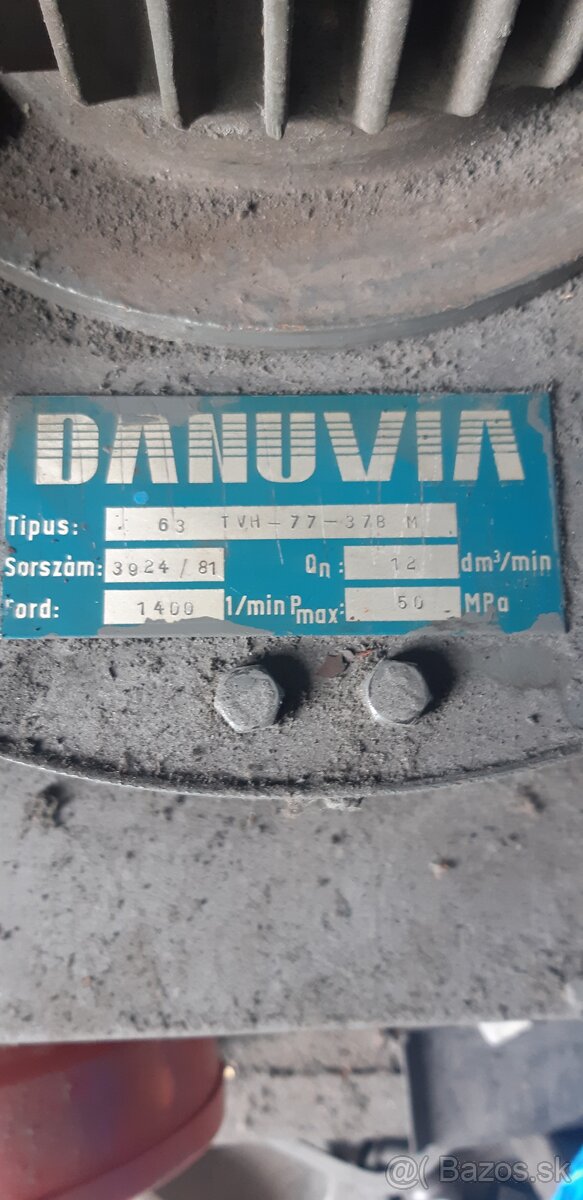 DANUVIA
Tipus: 63 TVH-77-378 M
Sorszám: 3924/81 Qn: 12 dm³/min
Ford: 1400 1/min Pmax: 50 MPa
@( Bazos.sk